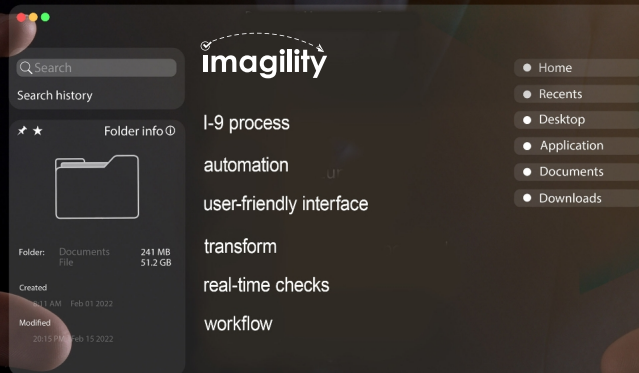 Search
Search history
Folder info
Folder: Documents 241 MB
File 51.2 GB
Created
Feb 01 2022
Modified
20:15 PM Feb 15 2022
imagility
I-9 process
automation
user-friendly interface
transform
real-time checks
workflow
Home
Recents
Desktop
Application
Documents
Downloads